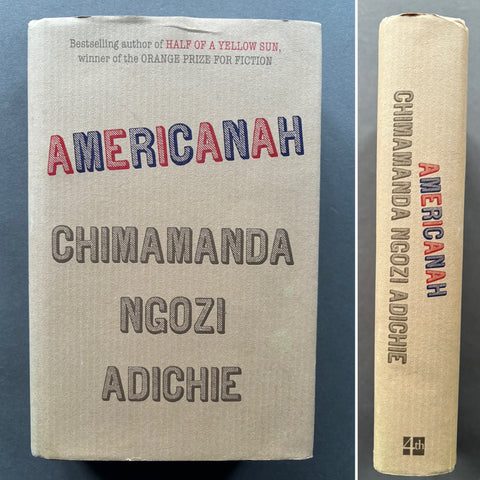 Bestselling author of HALF OF A YELLOW SUN,
winner of the ORANGE PRIZE FOR FICTION
AMERICANAH
CHIMAMANDA
NGOZI
ADICHIE
AMERICANAH
CHIMAMANDA NGOZI ADICHIE
4th